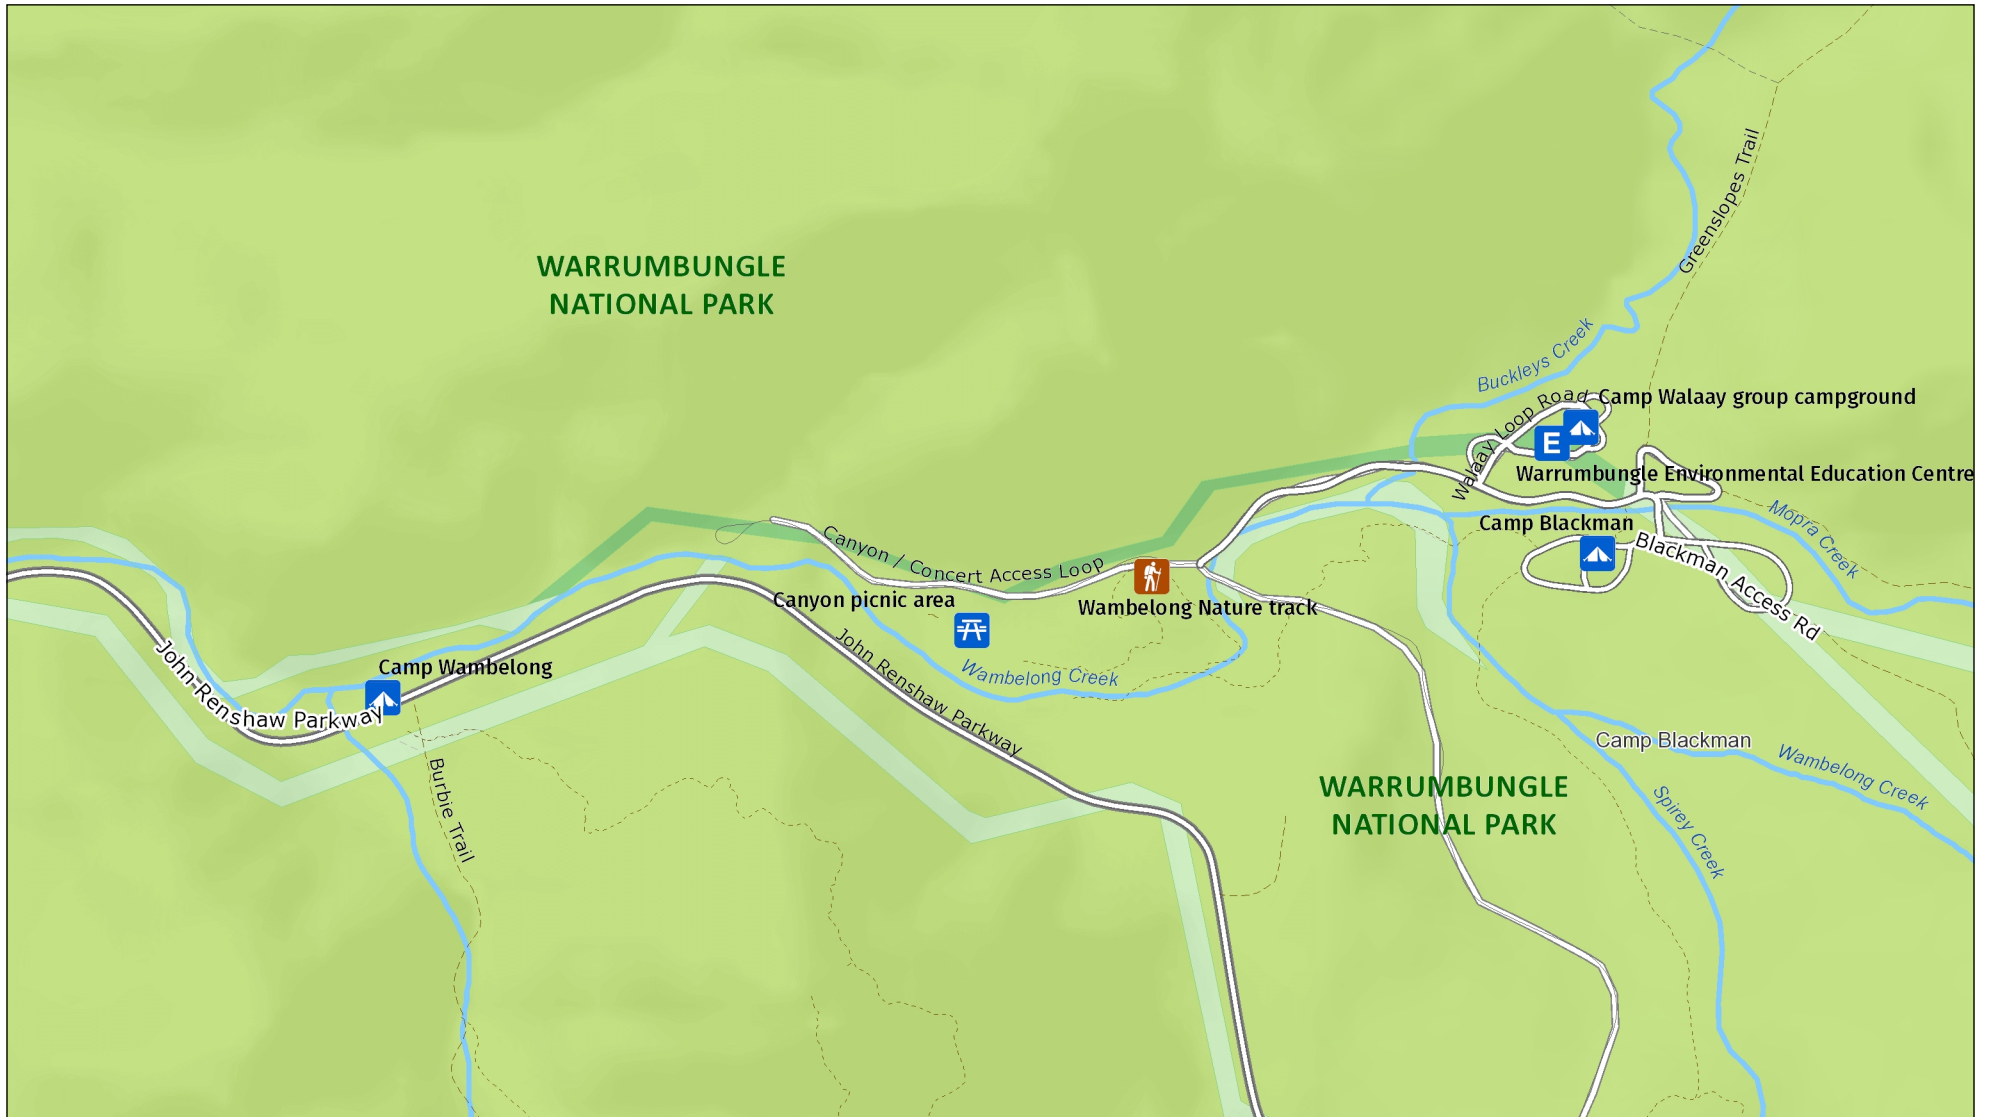 Greenslopes Trail
WARRUMBUNGLE
NATIONAL PARK
Buckleys Creek
Walaay Loop Road
Camp Walaay group campground
E
Warrumbungle Environmental Education Centre
Mopra Creek
Camp Blackman
Blackman Access Rd
Canyon / Concert Access Loop
Canyon picnic area
Wambelong Nature track
John Renshaw Parkway
Camp Wambelong
Wambelong Creek
John Renshaw Parkway
Burbie Trail
Camp Blackman
Wambelong Creek
WARRUMBUNGLE
NATIONAL PARK
Spirey Creek